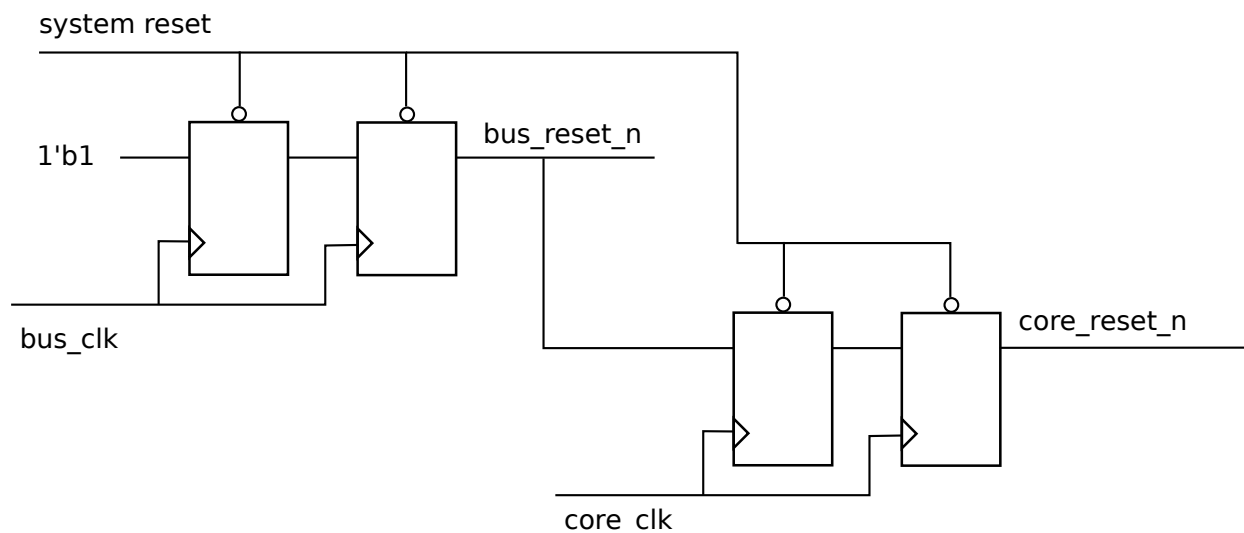 system reset
bus_reset_n
1'b1
core_reset_n
bus_clk
core_clk